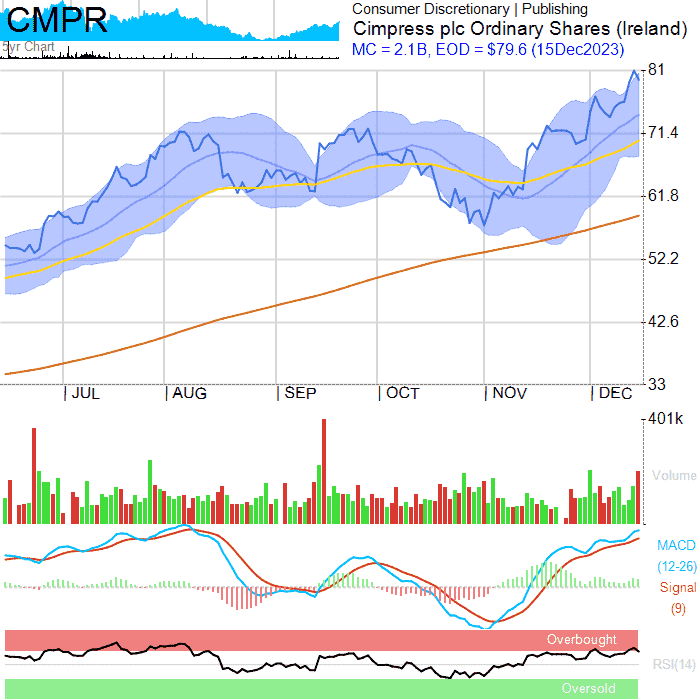 CMPR
5yr Chart
Consumer Discretionary | Publishing
Cimpress plc Ordinary Shares (Ireland)
MC = 2.1B, EOD = $79.6 (15Dec2023)
81
71.4
61.8
52.2
42.6
33
| JUL | AUG | SEP | OCT | NOV | DEC
401k
Volume
MACD
(12-26)
Signal
(9)
Overbought
RSI(14)
Oversold